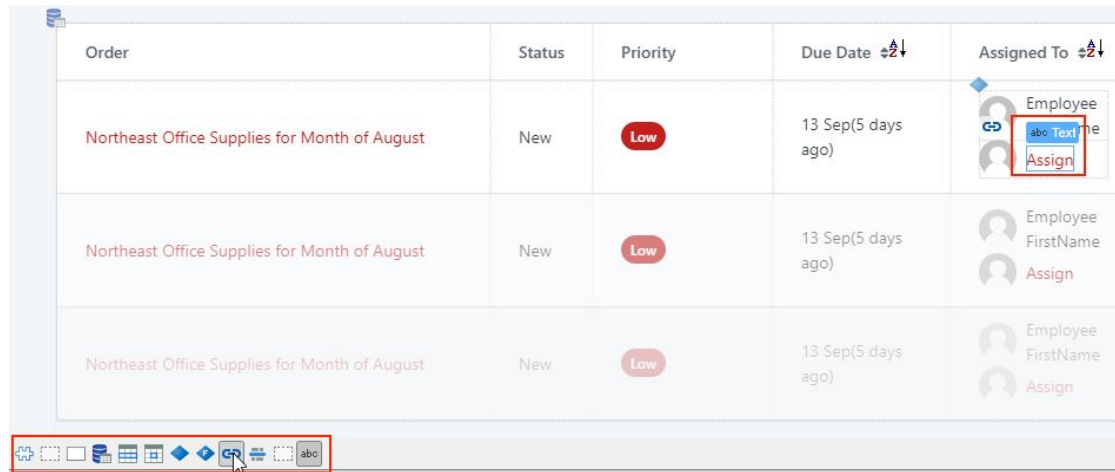 Order Status Priority Due Date Assigned To
Northeast Office Supplies for Month of August New Low 13 Sep(5 days ago) Employee
abc Text me
Assign
Northeast Office Supplies for Month of August New Low 13 Sep(5 days ago) Employee FirstName
Assign
Northeast Office Supplies for Month of August New Low 13 Sep(5 days ago) Employee FirstName
Assign
abc